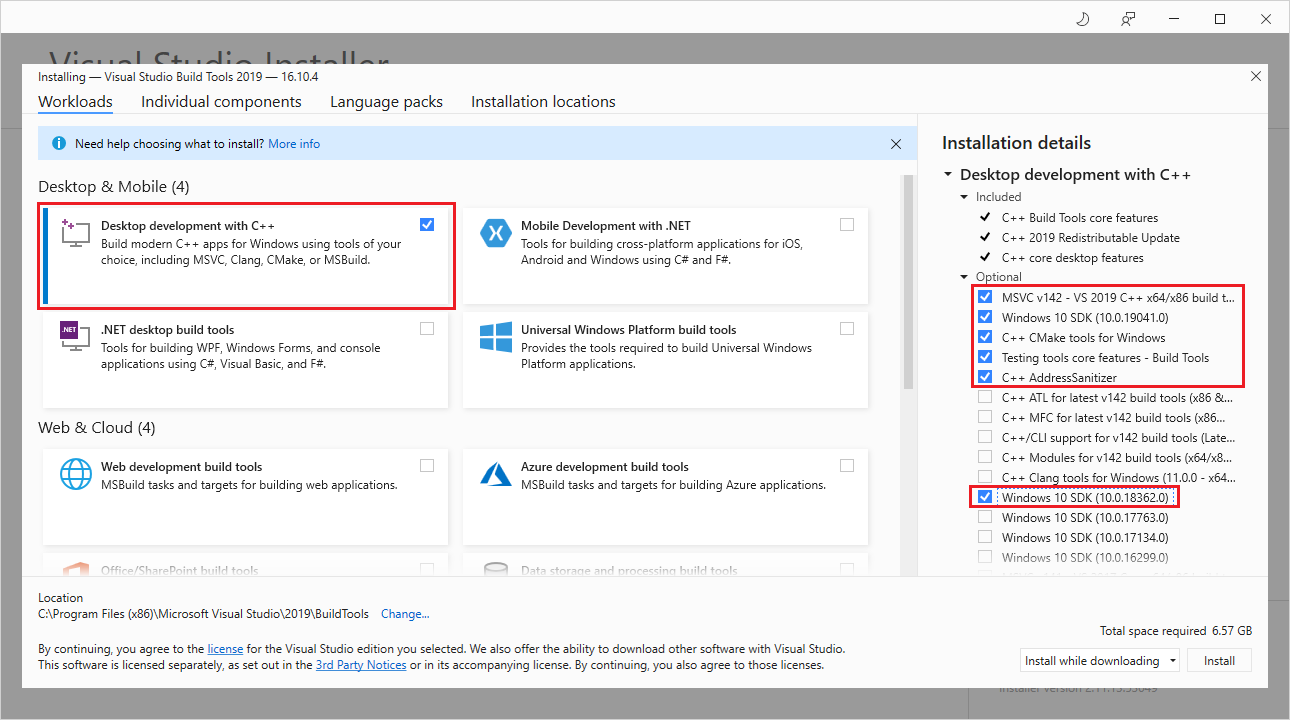 Visual Studio Installer
Installing — Visual Studio Build Tools 2019 — 16.10.4
Workloads
Individual components
Language packs
Installation locations
Need help choosing what to install? More info
Desktop & Mobile (4)
Desktop development with C++
Build modern C++ apps for Windows using tools of your
choice, including MSVC, Clang, CMake, or MSBuild.
Mobile Development with .NET
Tools for building cross-platform applications for iOS,
Android and Windows using C# and F#.
.NET
.NET desktop build tools
Tools for building WPF, Windows Forms, and console
applications using C#, Visual Basic, and F#.
Universal Windows Platform build tools
Provides the tools required to build Universal Windows
Platform applications.
Web & Cloud (4)
Web development build tools
MSBuild tasks and targets for building web applications.
Azure development build tools
MSBuild tasks and targets for building Azure applications.
Office/SharePoint build tools
Data storage and processing build tools
Installation details
Desktop development with C++
Included
C++ Build Tools core features
C++ 2019 Redistributable Update
C++ core desktop features
Optional
MSVC v142 - VS 2019 C++ x64/x86 build t...
Windows 10 SDK (10.0.19041.0)
C++ CMake tools for Windows
Testing tools core features - Build Tools
C++ AddressSanitizer
C++ ATL for latest v142 build tools (x86 &...
C++ MFC for latest v142 build tools (x86...
C++/CLI support for v142 build tools (Late...
C++ Modules for v142 build tools (x64/x8...
C++ Clang tools for Windows (11.0.0 - x64...
Windows 10 SDK (10.0.18362.0)
Windows 10 SDK (10.0.17763.0)
Windows 10 SDK (10.0.17134.0)
Windows 10 SDK (10.0.16299.0)
Location
C:\Program Files (x86)\Microsoft Visual Studio\2019\BuildTools Change...
By continuing, you agree to the license for the Visual Studio edition you selected. We also offer the ability to download other software with Visual Studio.
This software is licensed separately, as set out in the 3rd Party Notices or in its accompanying license. By continuing, you also agree to those licenses.
Total space required 6.57 GB
Install while downloading
Install